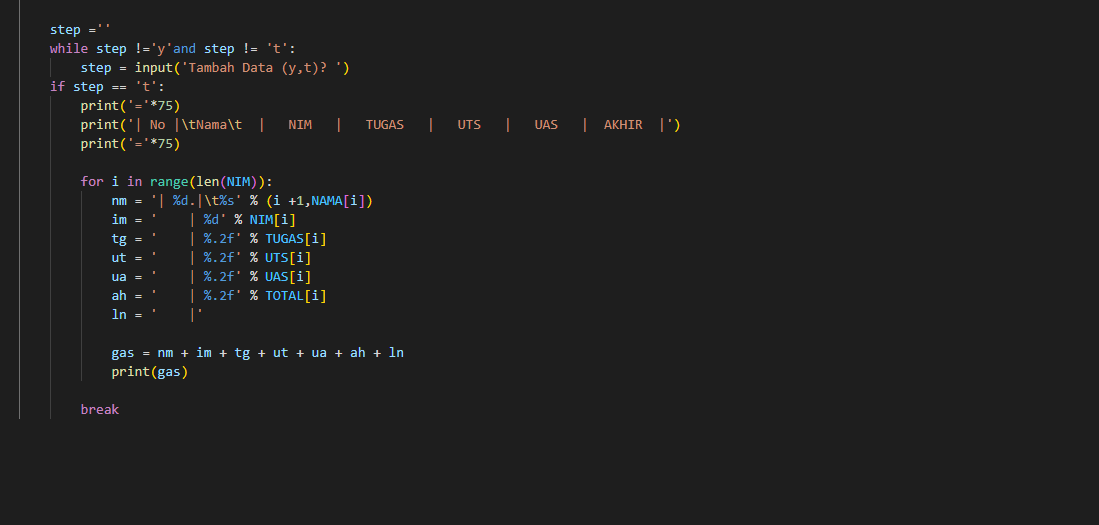 step =''
while step !='y'and step != 't':
    step = input('Tambah Data (y,t)? ')
if step == 't':
    print('='*75)
    print('| No |\tNama\t  |   NIM   |   TUGAS   |   UTS   |   UAS   |  AKHIR  |')
    print('='*75)

    for i in range(len(NIM)):
        nm = '| %d.|\t%s' % (i +1,NAMA[i])
        im = '    | %d' % NIM[i]
        tg = '    | %.2f' % TUGAS[i]
        ut = '    | %.2f' % UTS[i]
        ua = '    | %.2f' % UAS[i]
        ah = '    | %.2f' % TOTAL[i]
        ln = '    |'

        gas = nm + im + tg + ut + ua + ah + ln
        print(gas)

    break